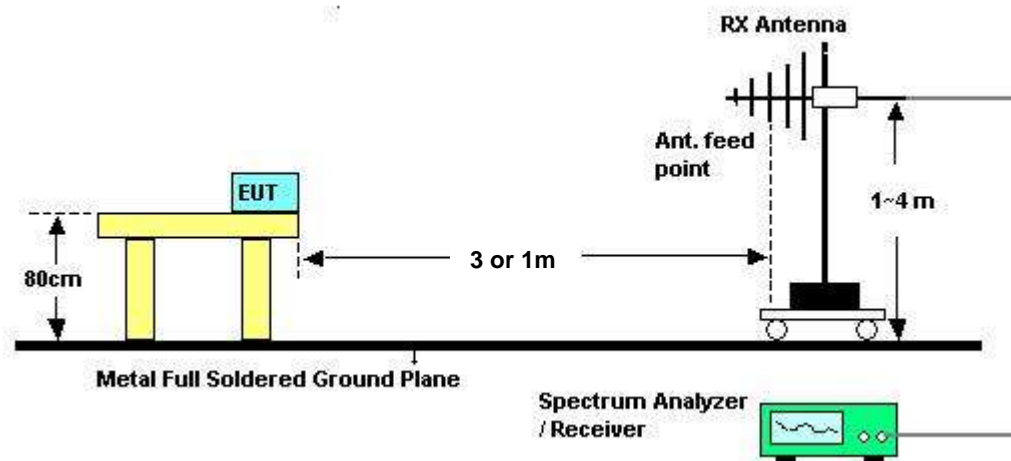 RX Antenna
Ant. feed
point
EUT
1~4 m
3 or 1m
80cm
Metal Full Soldered Ground Plane
Spectrum Analyzer
/ Receiver